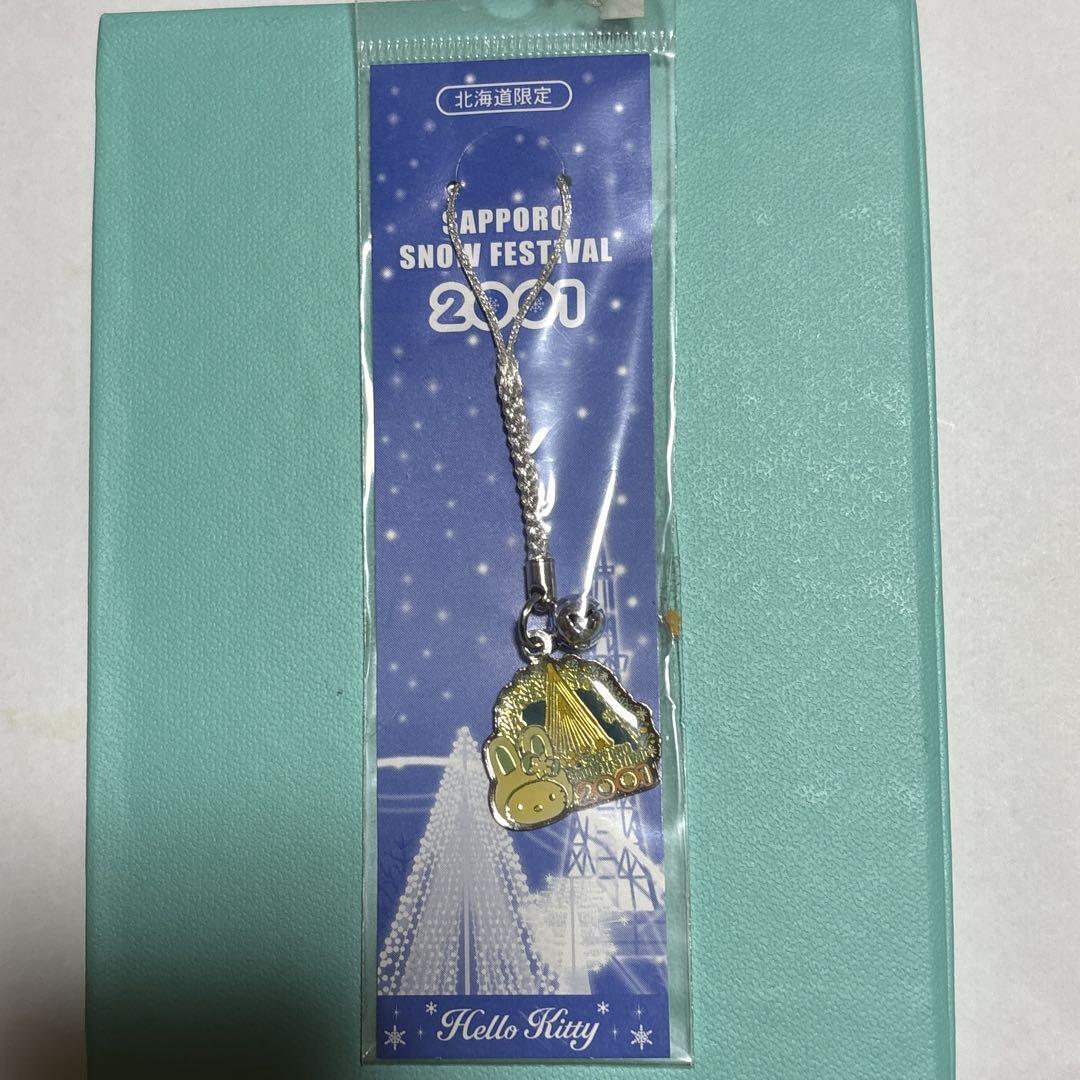 北海道限定
SAPPORO
SNOW FESTIVAL
2001
2001
Hello Kitty